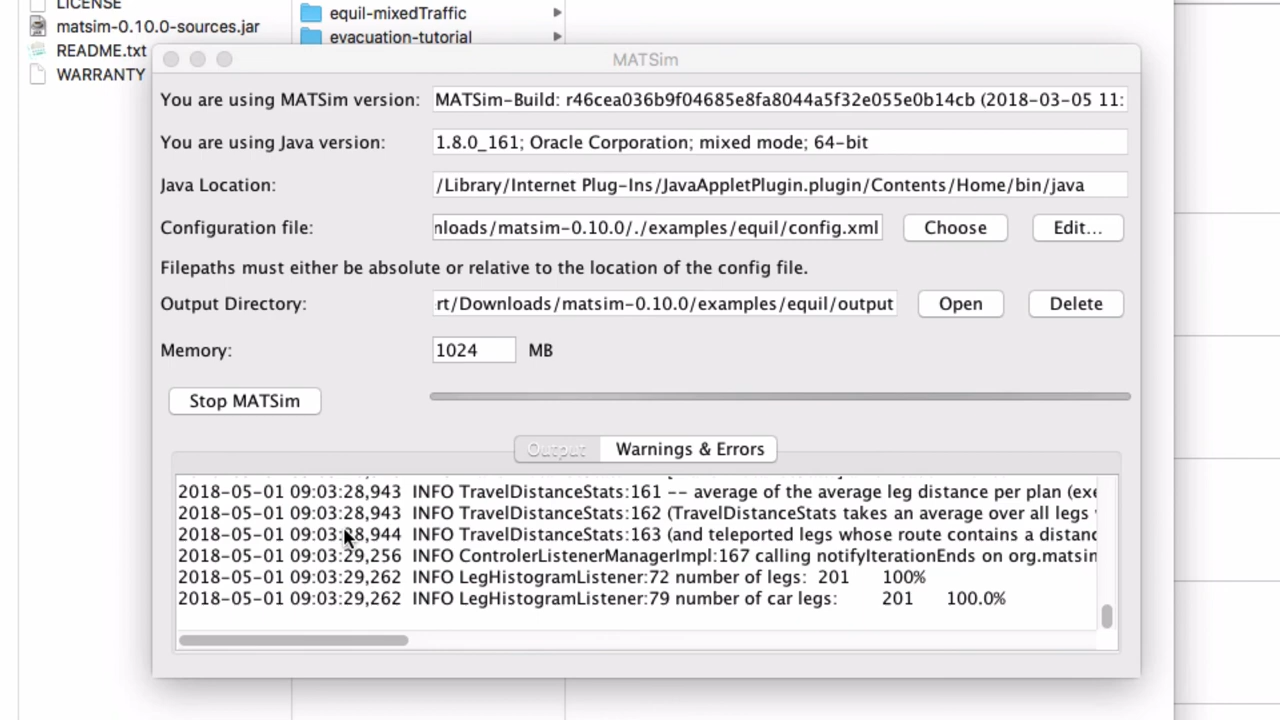 LICENSE
matsim-0.10.0-sources.jar
README.txt
WARRANTY
equil-mixedTraffic
evacuation-tutorial
MATSim
You are using MATSim version: MATSim-Build: r46cea036b9f04685e8fa8044a5f32e055e0b14cb (2018-03-05 11:
You are using Java version: 1.8.0_161; Oracle Corporation; mixed mode; 64-bit
Java Location: /Library/Internet Plug-Ins/JavaAppletPlugin.plugin/Contents/Home/bin/java
Configuration file: nloads/matsim-0.10.0/./examples/equil/config.xml Choose Edit...
Filepaths must either be absolute or relative to the location of the config file.
Output Directory: rt/Downloads/matsim-0.10.0/examples/equil/output Open Delete
Memory: 1024 MB
Stop MATSim
Output Warnings & Errors
2018-05-01 09:03:28,943 INFO TravelDistanceStats:161 -- average of the average leg distance per plan (exe
2018-05-01 09:03:28,943 INFO TravelDistanceStats:162 (TravelDistanceStats takes an average over all legs
2018-05-01 09:03:28,944 INFO TravelDistanceStats:163 (and teleported legs whose route contains a distanc
2018-05-01 09:03:29,256 INFO ControlerListenerManagerImpl:167 calling notifyIterationEnds on org.matsin
2018-05-01 09:03:29,262 INFO LegHistogramListener:72 number of legs: 201 100%
2018-05-01 09:03:29,262 INFO LegHistogramListener:79 number of car legs: 201 100.0%